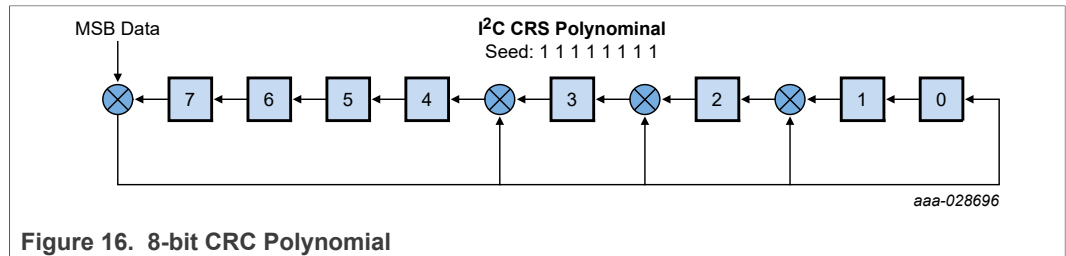 MSB Data
I²C CRS Polynominal
Seed: 1 1 1 1 1 1 1 1
7 6 5 4 3 2 1 0
aaa-028696
Figure 16. 8-bit CRC Polynomial